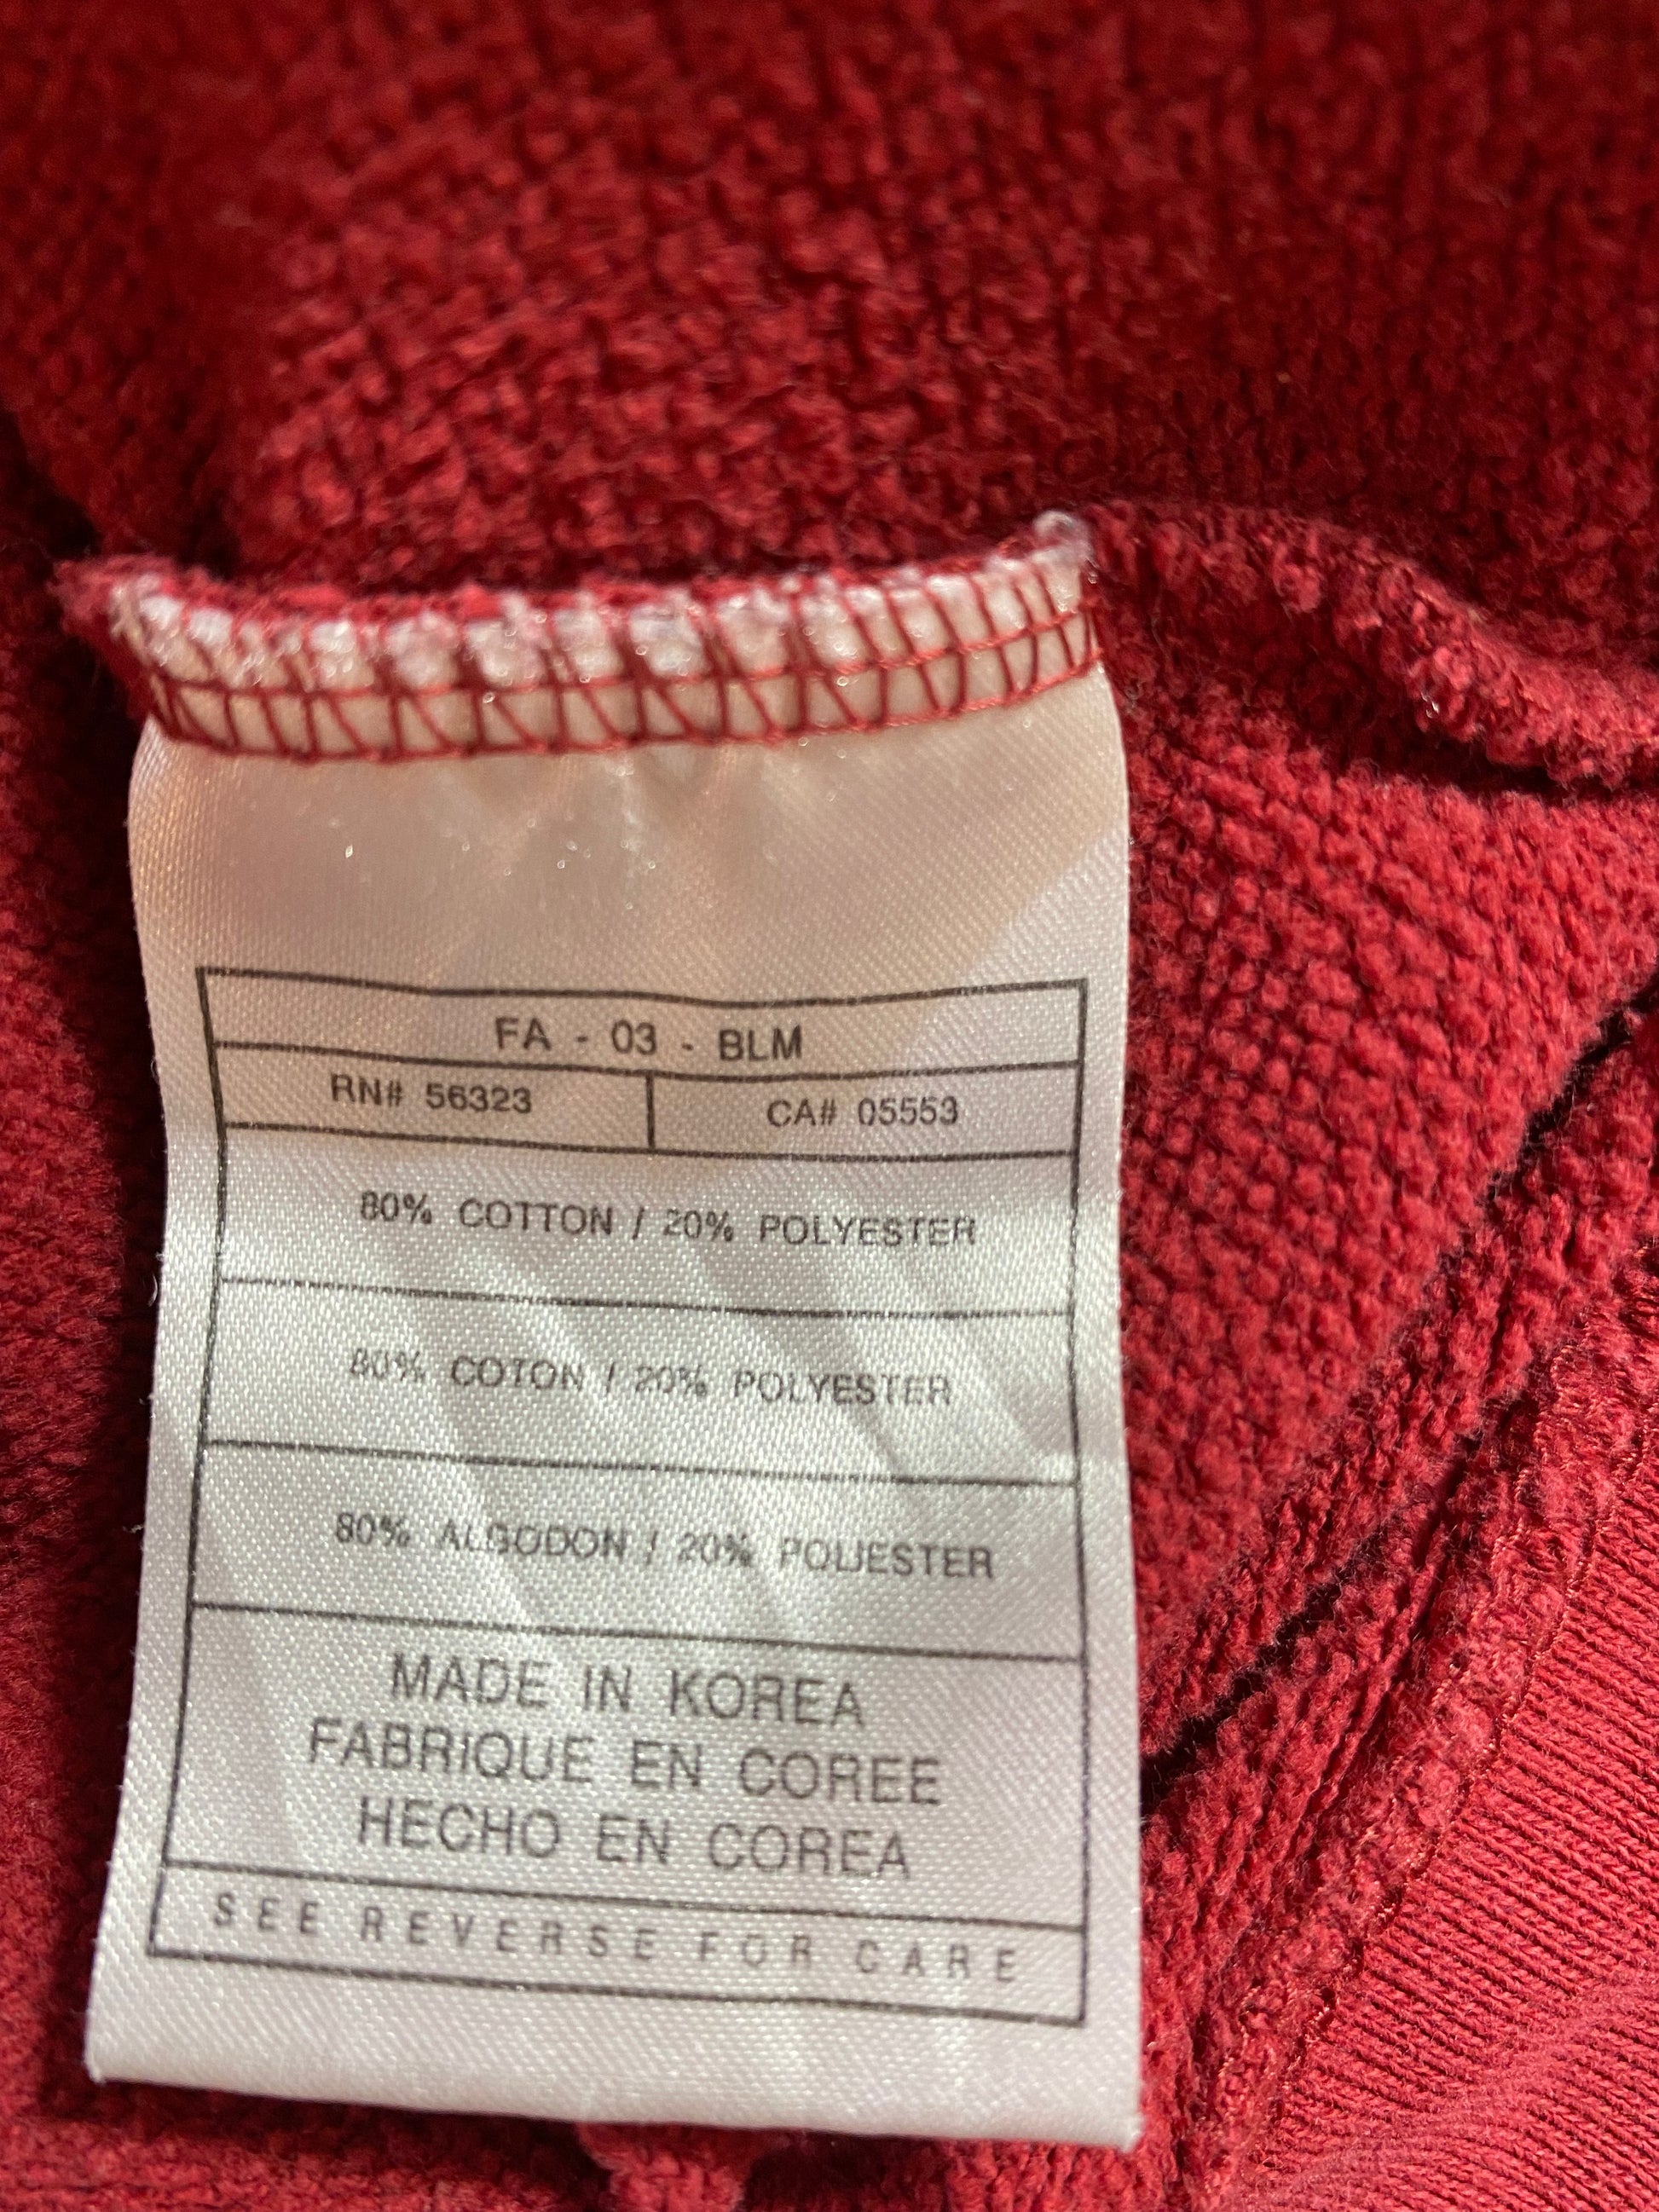 FA - 03 - BLM
RN# 56323 CA# 05553
80% COTTON / 20% POLYESTER
80% COTON / 20% POLYESTER
80% ALGODON / 20% POLIESTER
MADE IN KOREA
FABRIQUE EN COREE
HECHO EN COREA
SEE REVERSE FOR CARE